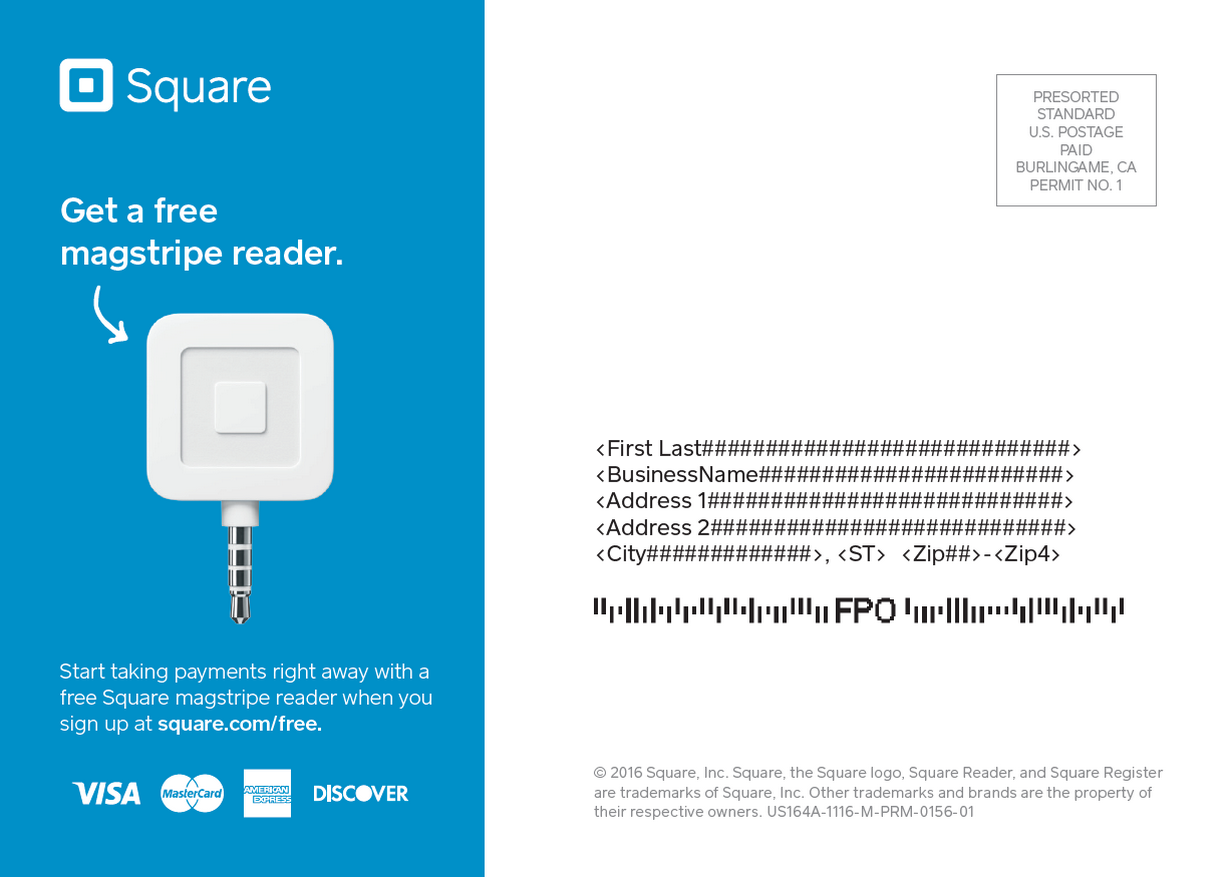 Square
Get a free
magstripe reader.
Start taking payments right away with a
free Square magstripe reader when you
sign up at square.com/free.
VISA MasterCard AMERICAN EXPRESS DISCOVER
PRESORTED
STANDARD
U.S. POSTAGE
PAID
BURLINGAME, CA
PERMIT NO. 1
<First Last#############################>
<BusinessName########################>
<Address 1############################>
<Address 2############################>
<City#############>, <ST>  <Zip##>-<Zip4>
FPO
© 2016 Square, Inc. Square, the Square logo, Square Reader, and Square Register
are trademarks of Square, Inc. Other trademarks and brands are the property of
their respective owners. US164A-1116-M-PRM-0156-01